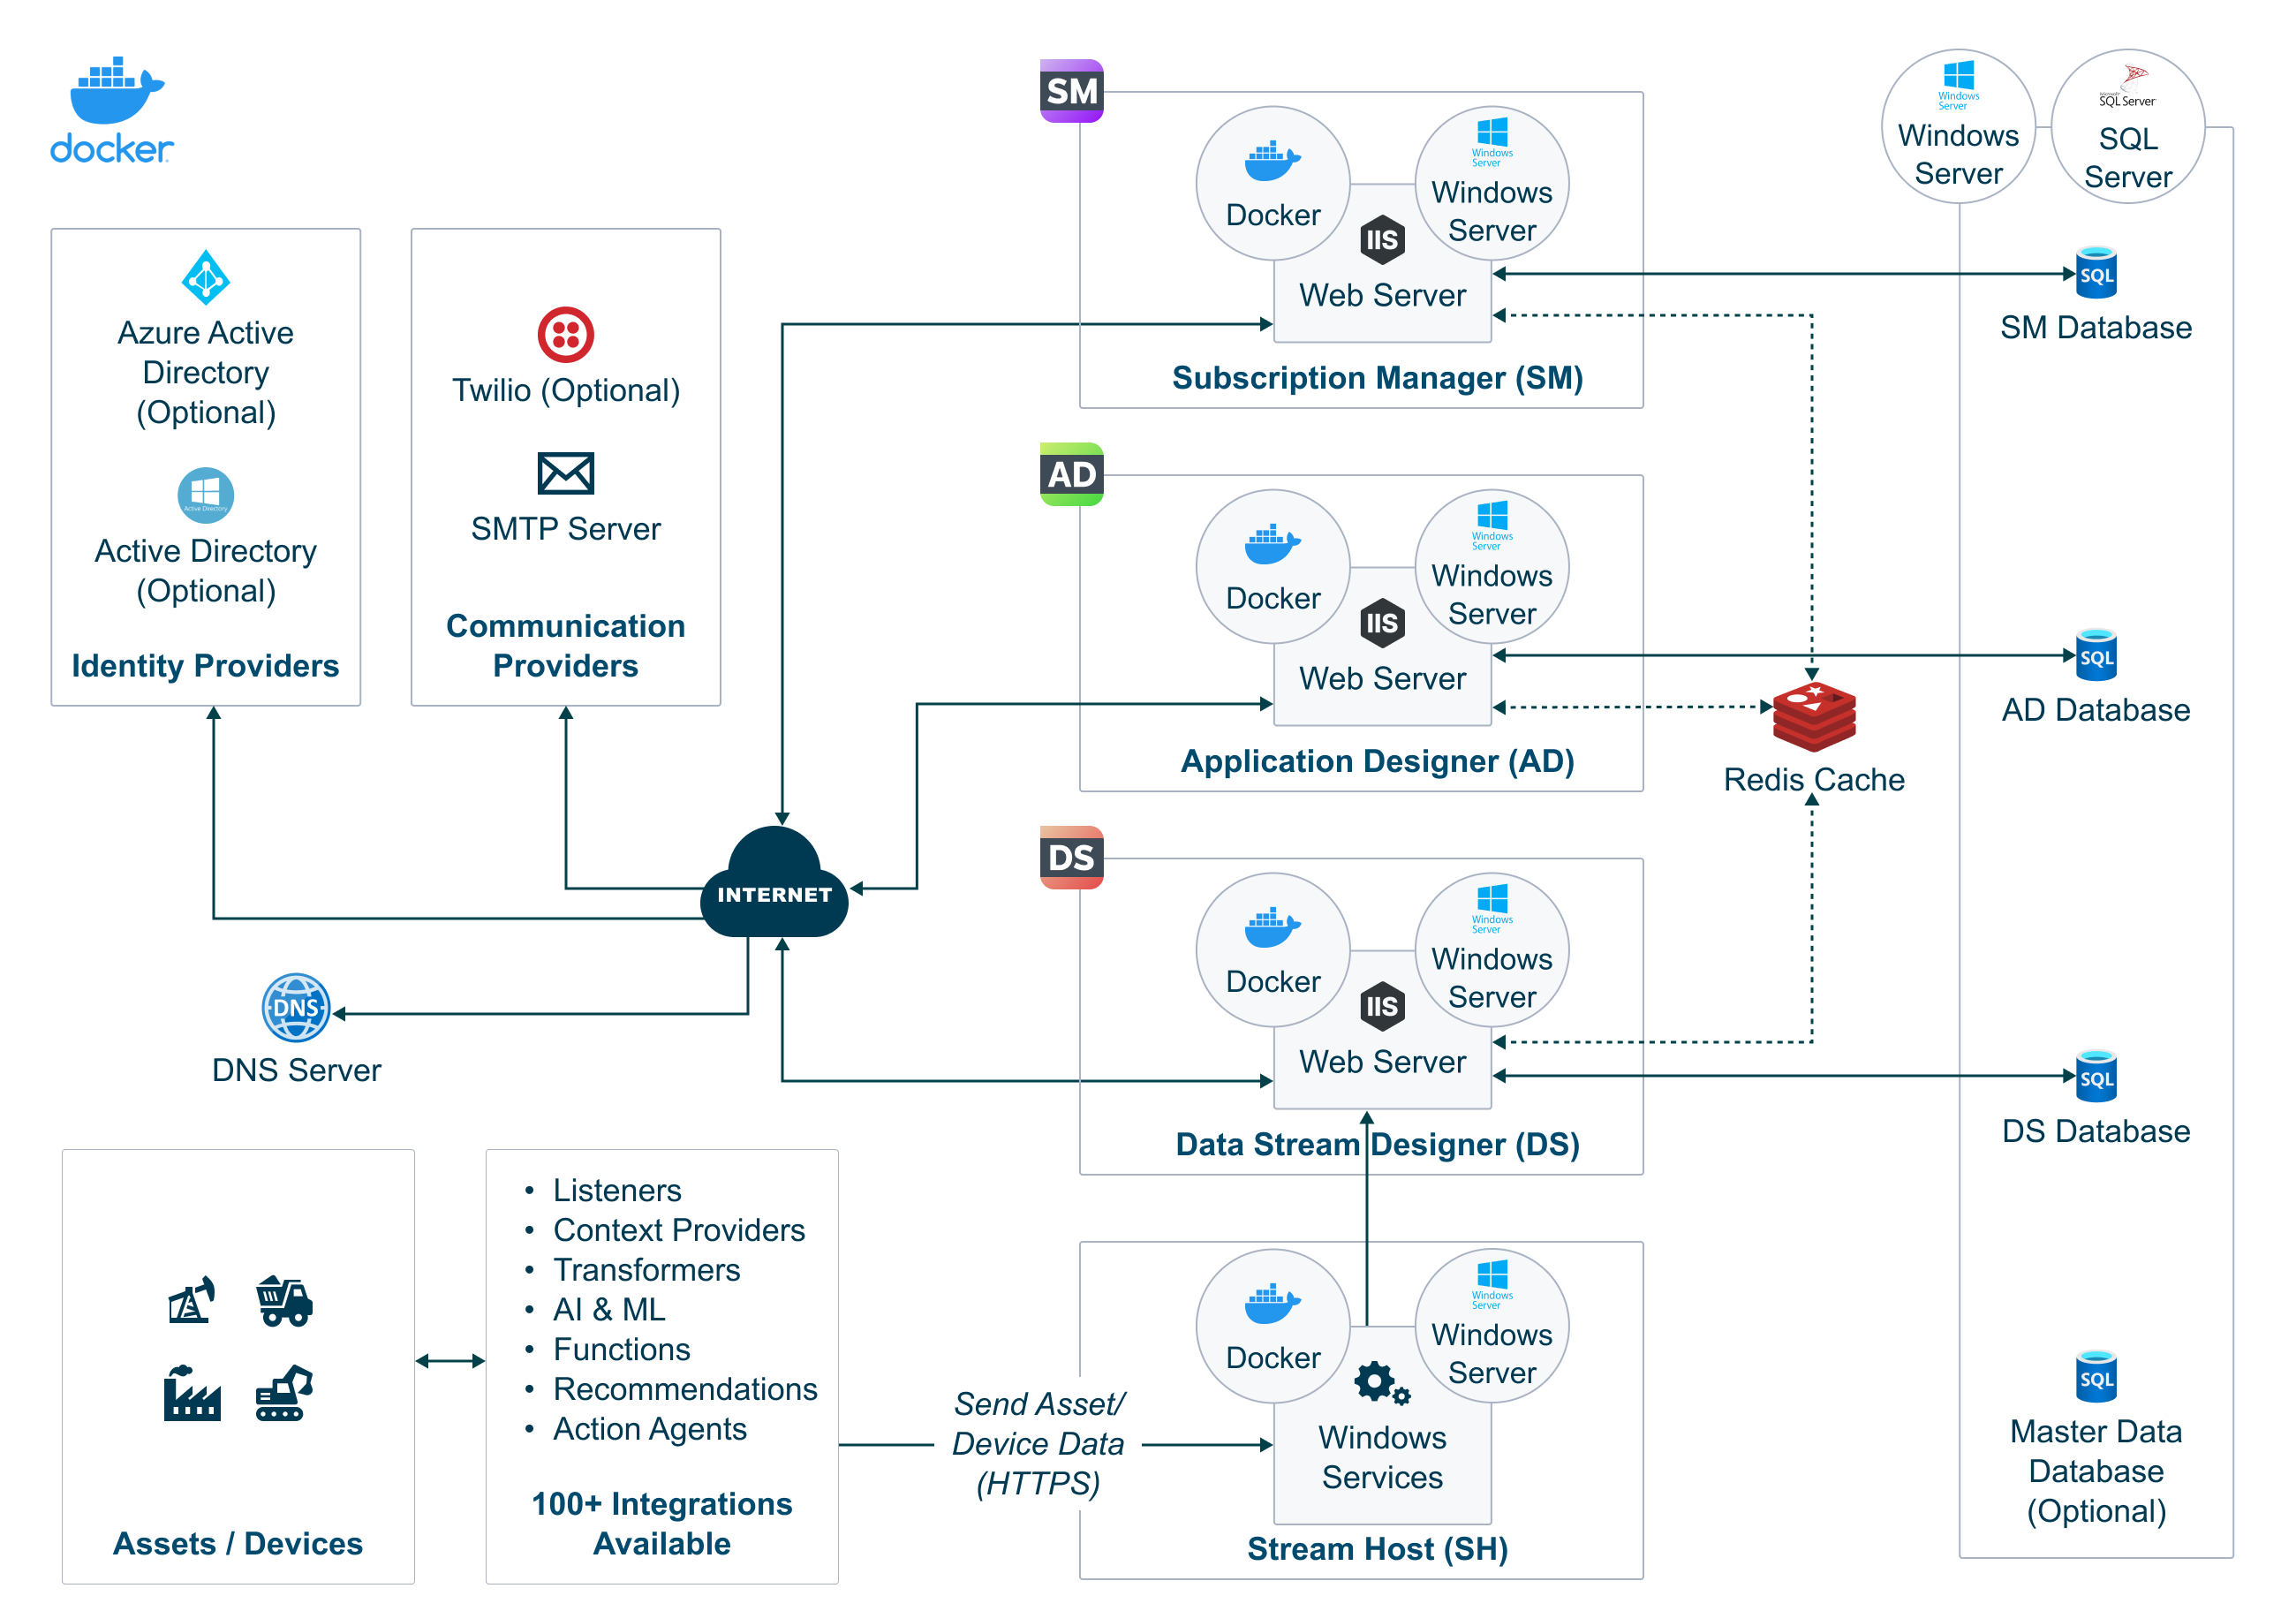 docker
Azure Active
Directory
(Optional)
Active Directory
Active Directory
(Optional)
Identity Providers
Twilio (Optional)
SMTP Server
Communication
Providers
INTERNET
DNS
DNS Server
Assets / Devices
• Listeners
• Context Providers
• Transformers
• AI & ML
• Functions
• Recommendations
• Action Agents
100+ Integrations
Available
Send Asset/
Device Data
(HTTPS)
SM
Docker
Windows
Server
Windows
Server
IIS
Web Server
Subscription Manager (SM)
AD
Docker
Windows
Server
Windows
Server
IIS
Web Server
Application Designer (AD)
DS
Docker
Windows
Server
Windows
Server
IIS
Web Server
Data Stream Designer (DS)
Docker
Windows
Server
Windows
Server
Windows
Services
Stream Host (SH)
Redis Cache
Windows
Server
Windows
Server
Microsoft
SQL Server
SQL
Server
SQL
SM Database
SQL
AD Database
SQL
DS Database
SQL
Master Data
Database
(Optional)